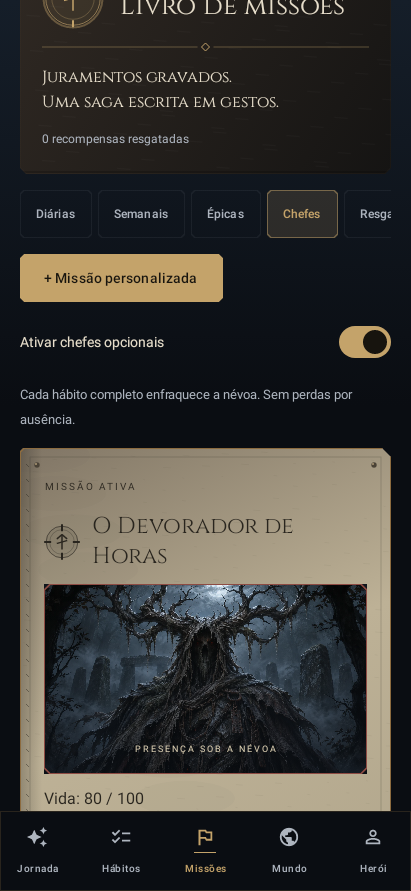 LIVRO DE MISSÕES
JURAMENTOS GRAVADOS.
UMA SAGA ESCRITA EM GESTOS.
0 recompensas resgatadas
Diárias
Semanais
Épicas
Chefes
Resga
+ Missão personalizada
Ativar chefes opcionais
Cada hábito completo enfraquece a névoa. Sem perdas por
ausência.
MISSÃO ATIVA
O DEVORADOR DE
HORAS
PRESENÇA SOB A NÉVOA
Vida: 80 / 100
Jornada
Hábitos
Missões
Mundo
Herói